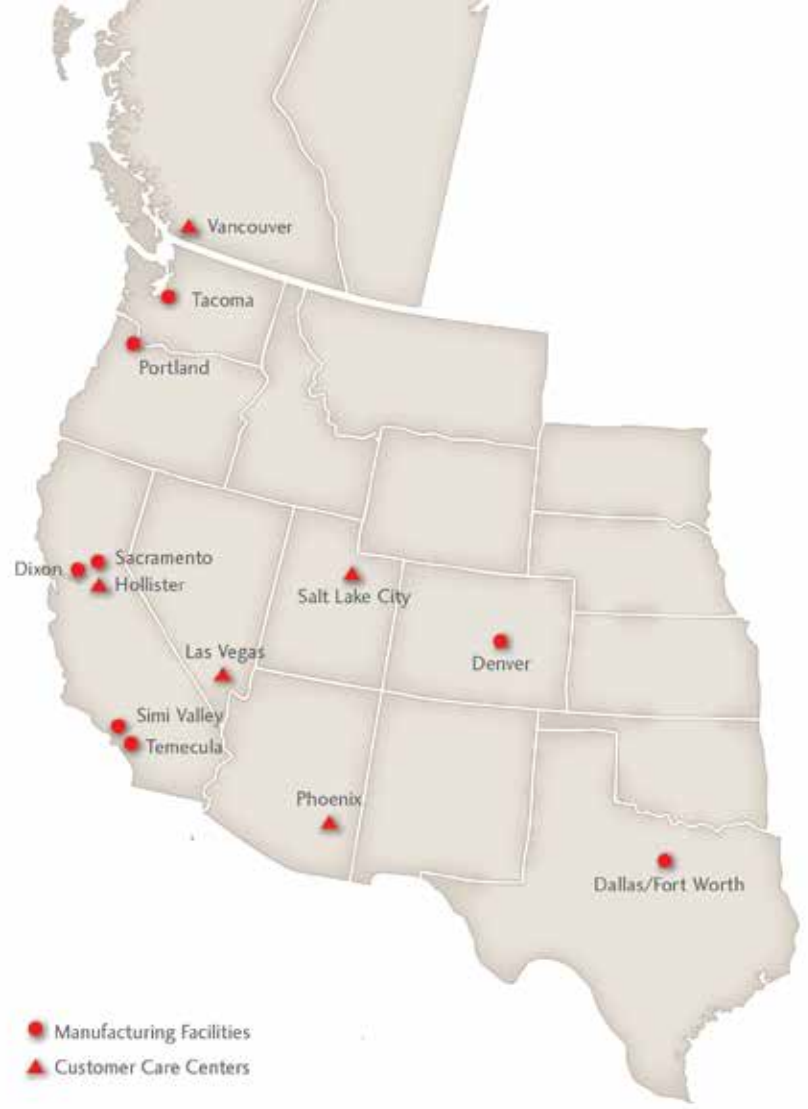 Vancouver
Tacoma
Portland
Sacramento
Dixon
Hollister
Salt Lake City
Las Vegas
Denver
Simi Valley
Temecula
Phoenix
Dallas/Fort Worth
Manufacturing Facilities
Customer Care Centers